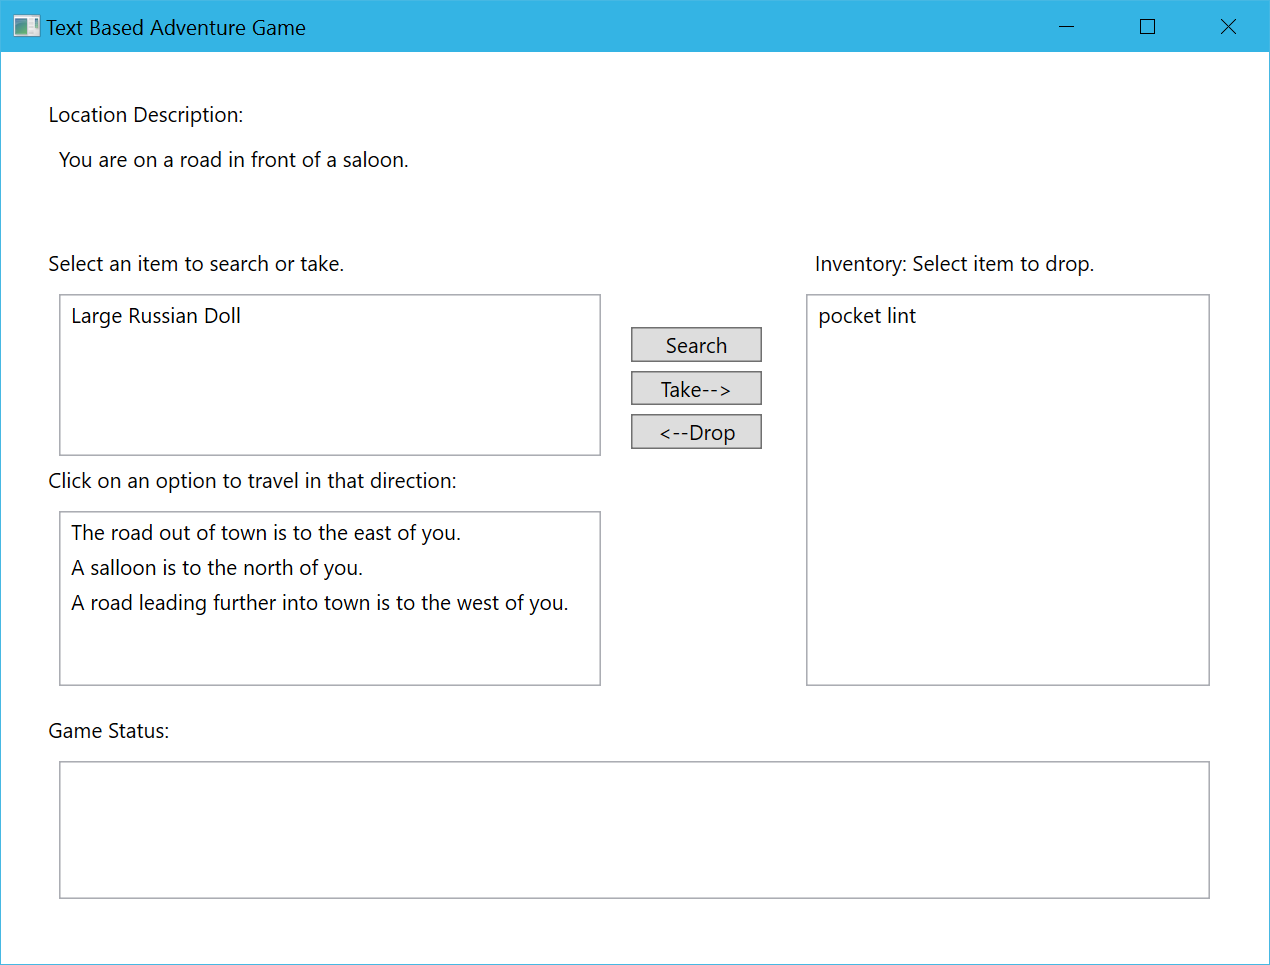 Text Based Adventure Game
Location Description:
You are on a road in front of a saloon.
Select an item to search or take.
Inventory: Select item to drop.
Large Russian Doll
pocket lint
Search
Take-->
<--Drop
Click on an option to travel in that direction:
The road out of town is to the east of you.
A salloon is to the north of you.
A road leading further into town is to the west of you.
Game Status: